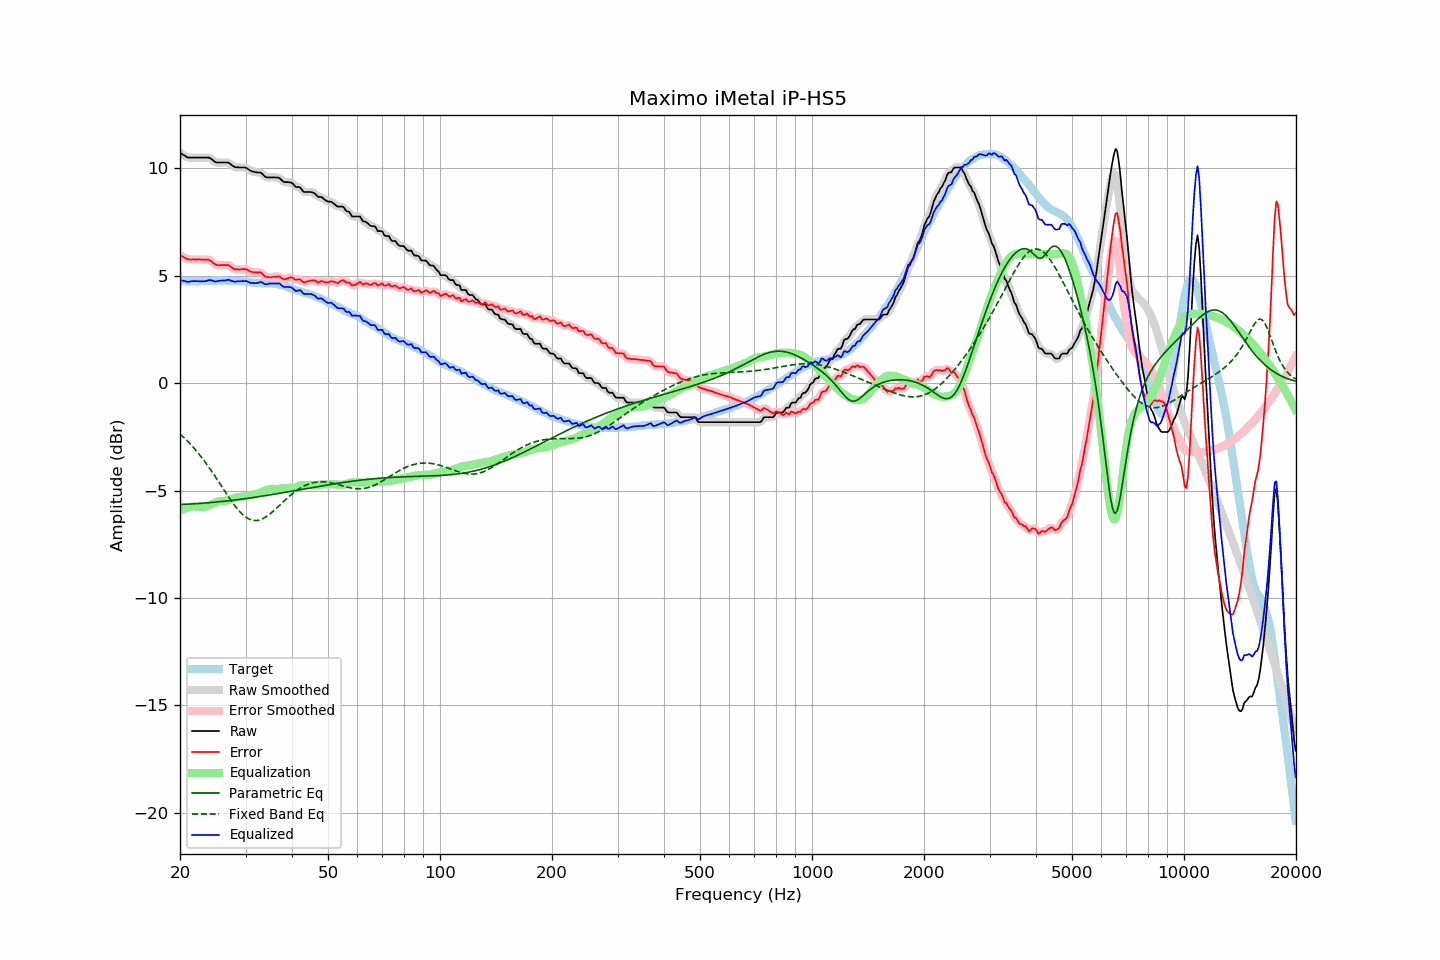 Maximo iMetal iP-HS5
Amplitude (dBr)
10
5
0
−5
−10
−15
−20
Target
Raw Smoothed
Error Smoothed
Raw
Error
Equalization
Parametric Eq
Fixed Band Eq
Equalized
20
50
100
200
500
1000
2000
5000
10000
20000
Frequency (Hz)